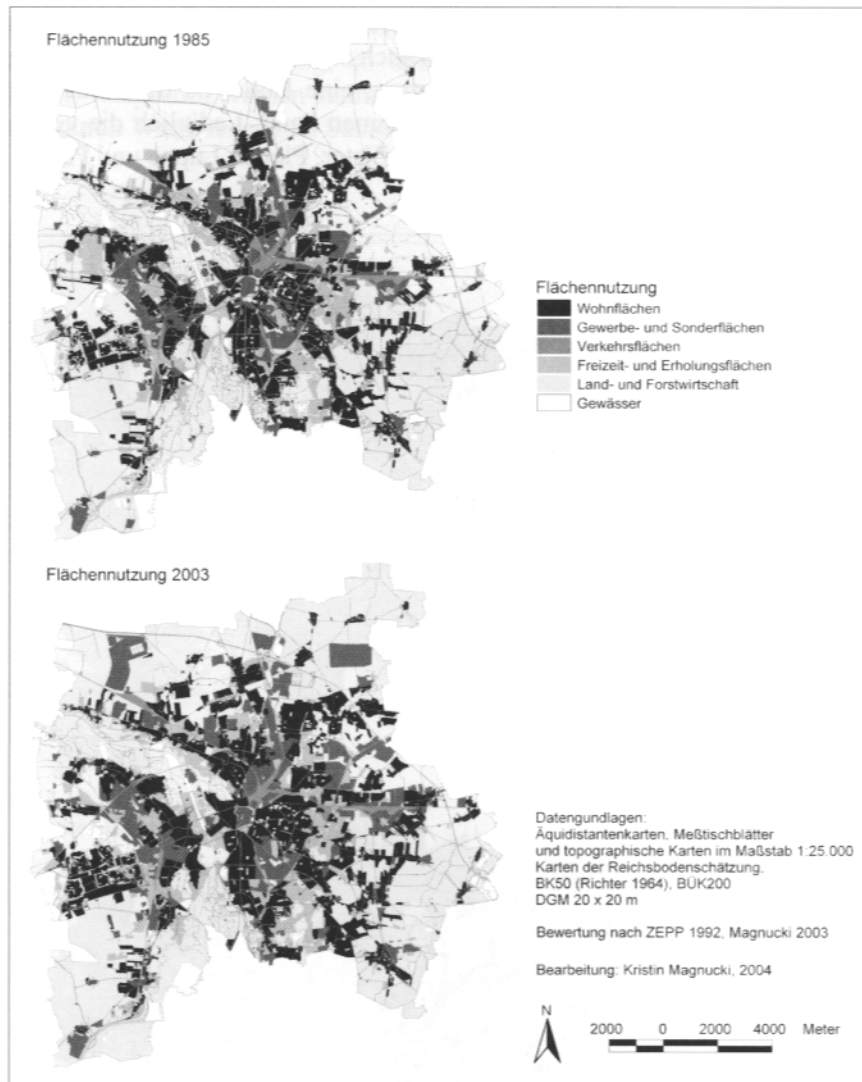 Flächennutzung 1985
Flächennutzung
Wohnflächen
Gewerbe- und Sonderflächen
Verkehrsflächen
Freizeit- und Erholungsflächen
Land- und Forstwirtschaft
Gewässer
Flächennutzung 2003
Datengundlagen:
Äquidistantenkarten, Meßtischblätter
und topographische Karten im Maßstab 1:25.000
Karten der Reichsbodenschätzung.
BK50 (Richter 1964), BÜK200
DGM 20 x 20 m
Bewertung nach ZEPP 1992, Magnucki 2003
Bearbeitung: Kristin Magnucki, 2004
N
2000 0 2000 4000 Meter